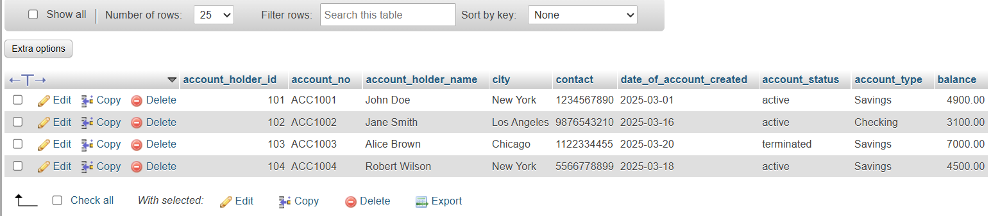 Show all Number of rows: 25 Filter rows: Search this table Sort by key: None
Extra options
account_holder_id account_no account_holder_name city contact date_of_account_created account_status account_type balance
Edit Copy Delete 101 ACC1001 John Doe New York 1234567890 2025-03-01 active Savings 4900.00
Edit Copy Delete 102 ACC1002 Jane Smith Los Angeles 9876543210 2025-03-16 active Checking 3100.00
Edit Copy Delete 103 ACC1003 Alice Brown Chicago 1122334455 2025-03-20 terminated Savings 7000.00
Edit Copy Delete 104 ACC1004 Robert Wilson New York 5566778899 2025-03-18 active Savings 4500.00
Check all With selected: Edit Copy Delete Export